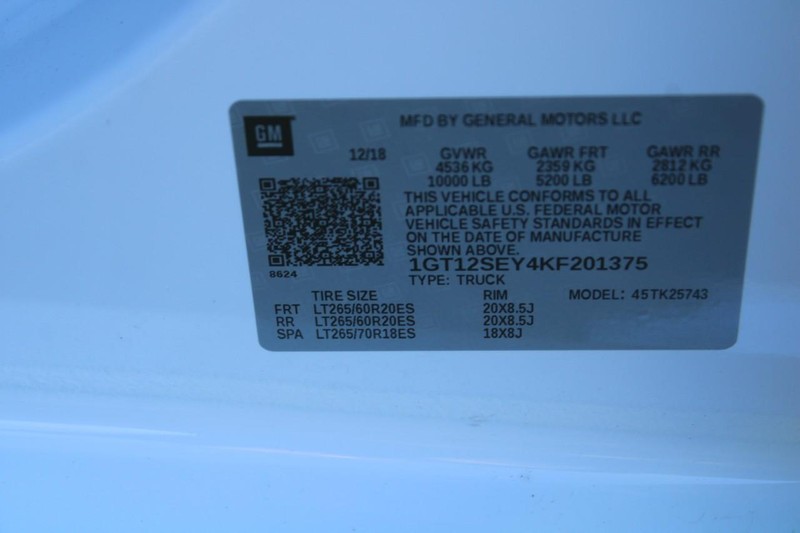 GM
MFD BY GENERAL MOTORS LLC
12/18 GVWR GAWR FRT GAWR RR
4536 KG 2359 KG 2812 KG
10000 LB 5200 LB 6200 LB
THIS VEHICLE CONFORMS TO ALL
APPLICABLE U.S. FEDERAL MOTOR
VEHICLE SAFETY STANDARDS IN EFFECT
ON THE DATE OF MANUFACTURE
SHOWN ABOVE.
8624
1GT12SEY4KF201375
TYPE: TRUCK
MODEL: 45TK25743
TIRE SIZE RIM
FRT LT265/60R20ES 20X8.5J
RR LT265/60R20ES 20X8.5J
SPA LT265/70R18ES 18X8J